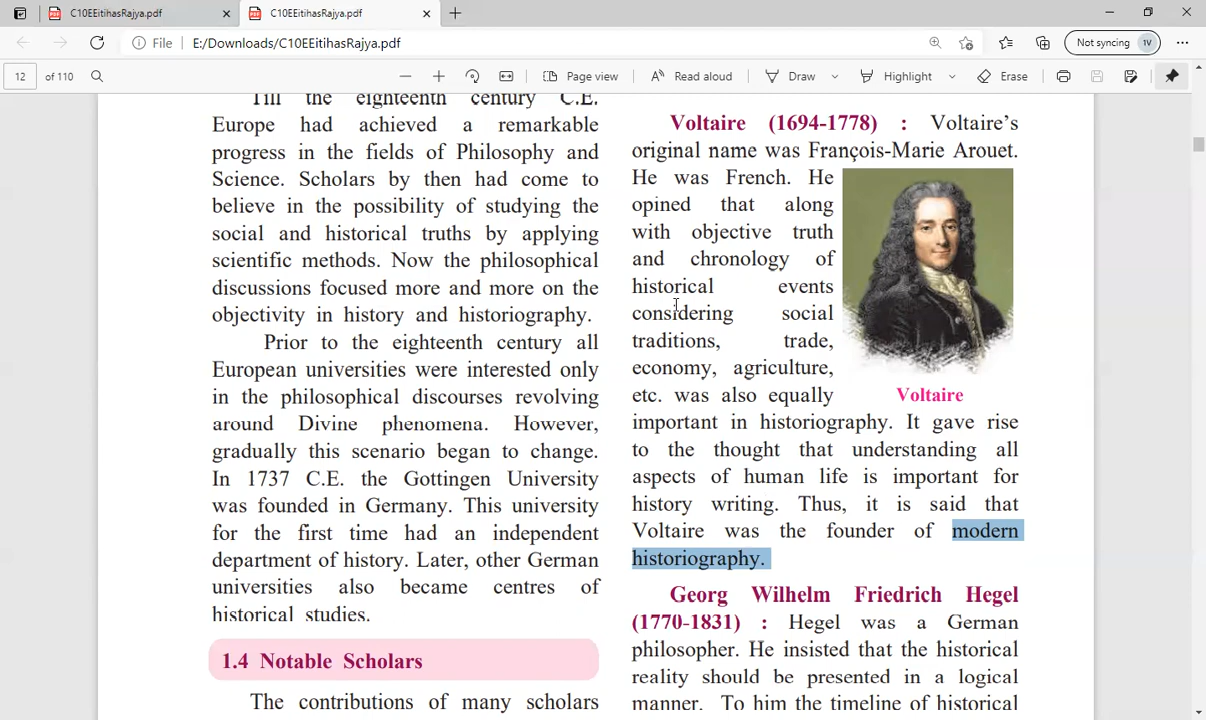 C10EEitihasRajya.pdf
C10EEitihasRajya.pdf
File
E:/Downloads/C10EEitihasRajya.pdf
Not syncing
1V
12 of 110
Page view
Read aloud
Draw
Highlight
Erase
Till the eighteenth century C.E.
Europe had achieved a remarkable
progress in the fields of Philosophy and
Science. Scholars by then had come to
believe in the possibility of studying the
social and historical truths by applying
scientific methods. Now the philosophical
discussions focused more and more on the
objectivity in history and historiography.
Prior to the eighteenth century all
European universities were interested only
in the philosophical discourses revolving
around Divine phenomena. However,
gradually this scenario began to change.
In 1737 C.E. the Gottingen University
was founded in Germany. This university
for the first time had an independent
department of history. Later, other German
universities also became centres of
historical studies.
1.4 Notable Scholars
The contributions of many scholars
Voltaire (1694-1778) : Voltaire's
original name was François-Marie Arouet.
He was French. He
opined that along
with objective truth
and chronology of
historical events
considering social
traditions, trade,
economy, agriculture,
etc. was also equally
Voltaire
important in historiography. It gave rise
to the thought that understanding all
aspects of human life is important for
history writing. Thus, it is said that
Voltaire was the founder of modern
historiography.
Georg Wilhelm Friedrich Hegel
(1770-1831) : Hegel was a German
philosopher. He insisted that the historical
reality should be presented in a logical
manner. To him the timeline of historical